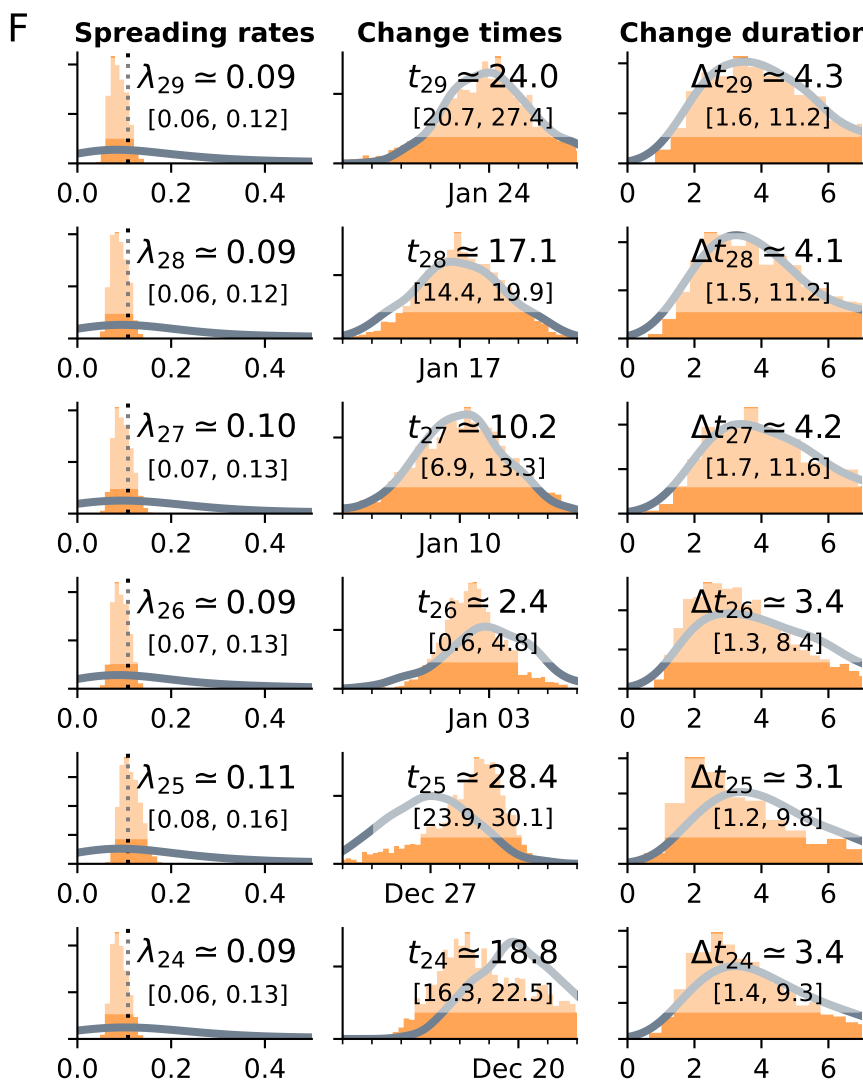 F
Spreading rates Change times Change duration
λ29 ≃ 0.09 t29 ≃ 24.0 Δt29 ≃ 4.3
[0.06, 0.12] [20.7, 27.4] [1.6, 11.2]
0.0 0.2 0.4 Jan 24 0 2 4 6
λ28 ≃ 0.09 t28 ≃ 17.1 Δt28 ≃ 4.1
[0.06, 0.12] [14.4, 19.9] [1.5, 11.2]
0.0 0.2 0.4 Jan 17 0 2 4 6
λ27 ≃ 0.10 t27 ≃ 10.2 Δt27 ≃ 4.2
[0.07, 0.13] [6.9, 13.3] [1.7, 11.6]
0.0 0.2 0.4 Jan 10 0 2 4 6
λ26 ≃ 0.09 t26 ≃ 2.4 Δt26 ≃ 3.4
[0.07, 0.13] [0.6, 4.8] [1.3, 8.4]
0.0 0.2 0.4 Jan 03 0 2 4 6
λ25 ≃ 0.11 t25 ≃ 28.4 Δt25 ≃ 3.1
[0.08, 0.16] [23.9, 30.1] [1.2, 9.8]
0.0 0.2 0.4 Dec 27 0 2 4 6
λ24 ≃ 0.09 t24 ≃ 18.8 Δt24 ≃ 3.4
[0.06, 0.13] [16.3, 22.5] [1.4, 9.3]
0.0 0.2 0.4 Dec 20 0 2 4 6